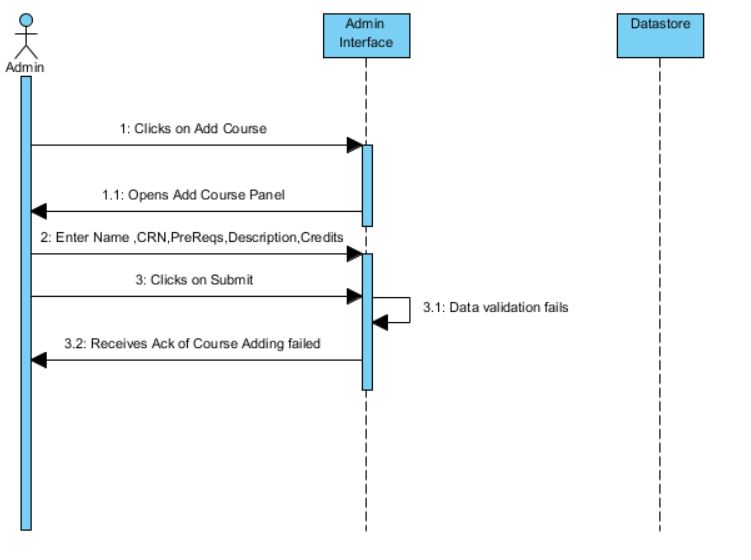 Admin
Interface
Datastore
Admin
1: Clicks on Add Course
1.1: Opens Add Course Panel
2: Enter Name ,CRN,PreReqs,Description,Credits
3: Clicks on Submit
3.1: Data validation fails
3.2: Receives Ack of Course Adding failed